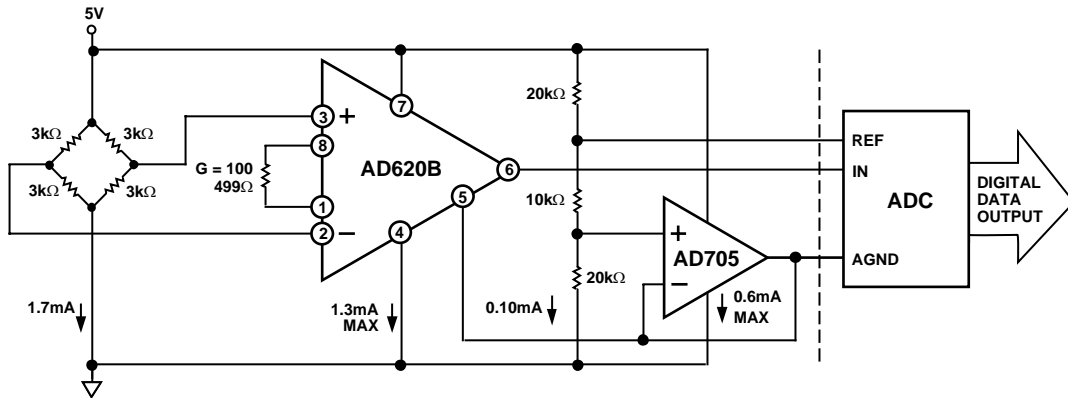 5V
3kΩ
3kΩ
3kΩ
3kΩ
1.7mA
G = 100
499Ω
3
8
1
2
+
–
AD620B
7
6
5
4
1.3mA
MAX
20kΩ
10kΩ
20kΩ
0.10mA
+
–
AD705
0.6mA
MAX
REF
IN
ADC
AGND
DIGITAL
DATA
OUTPUT